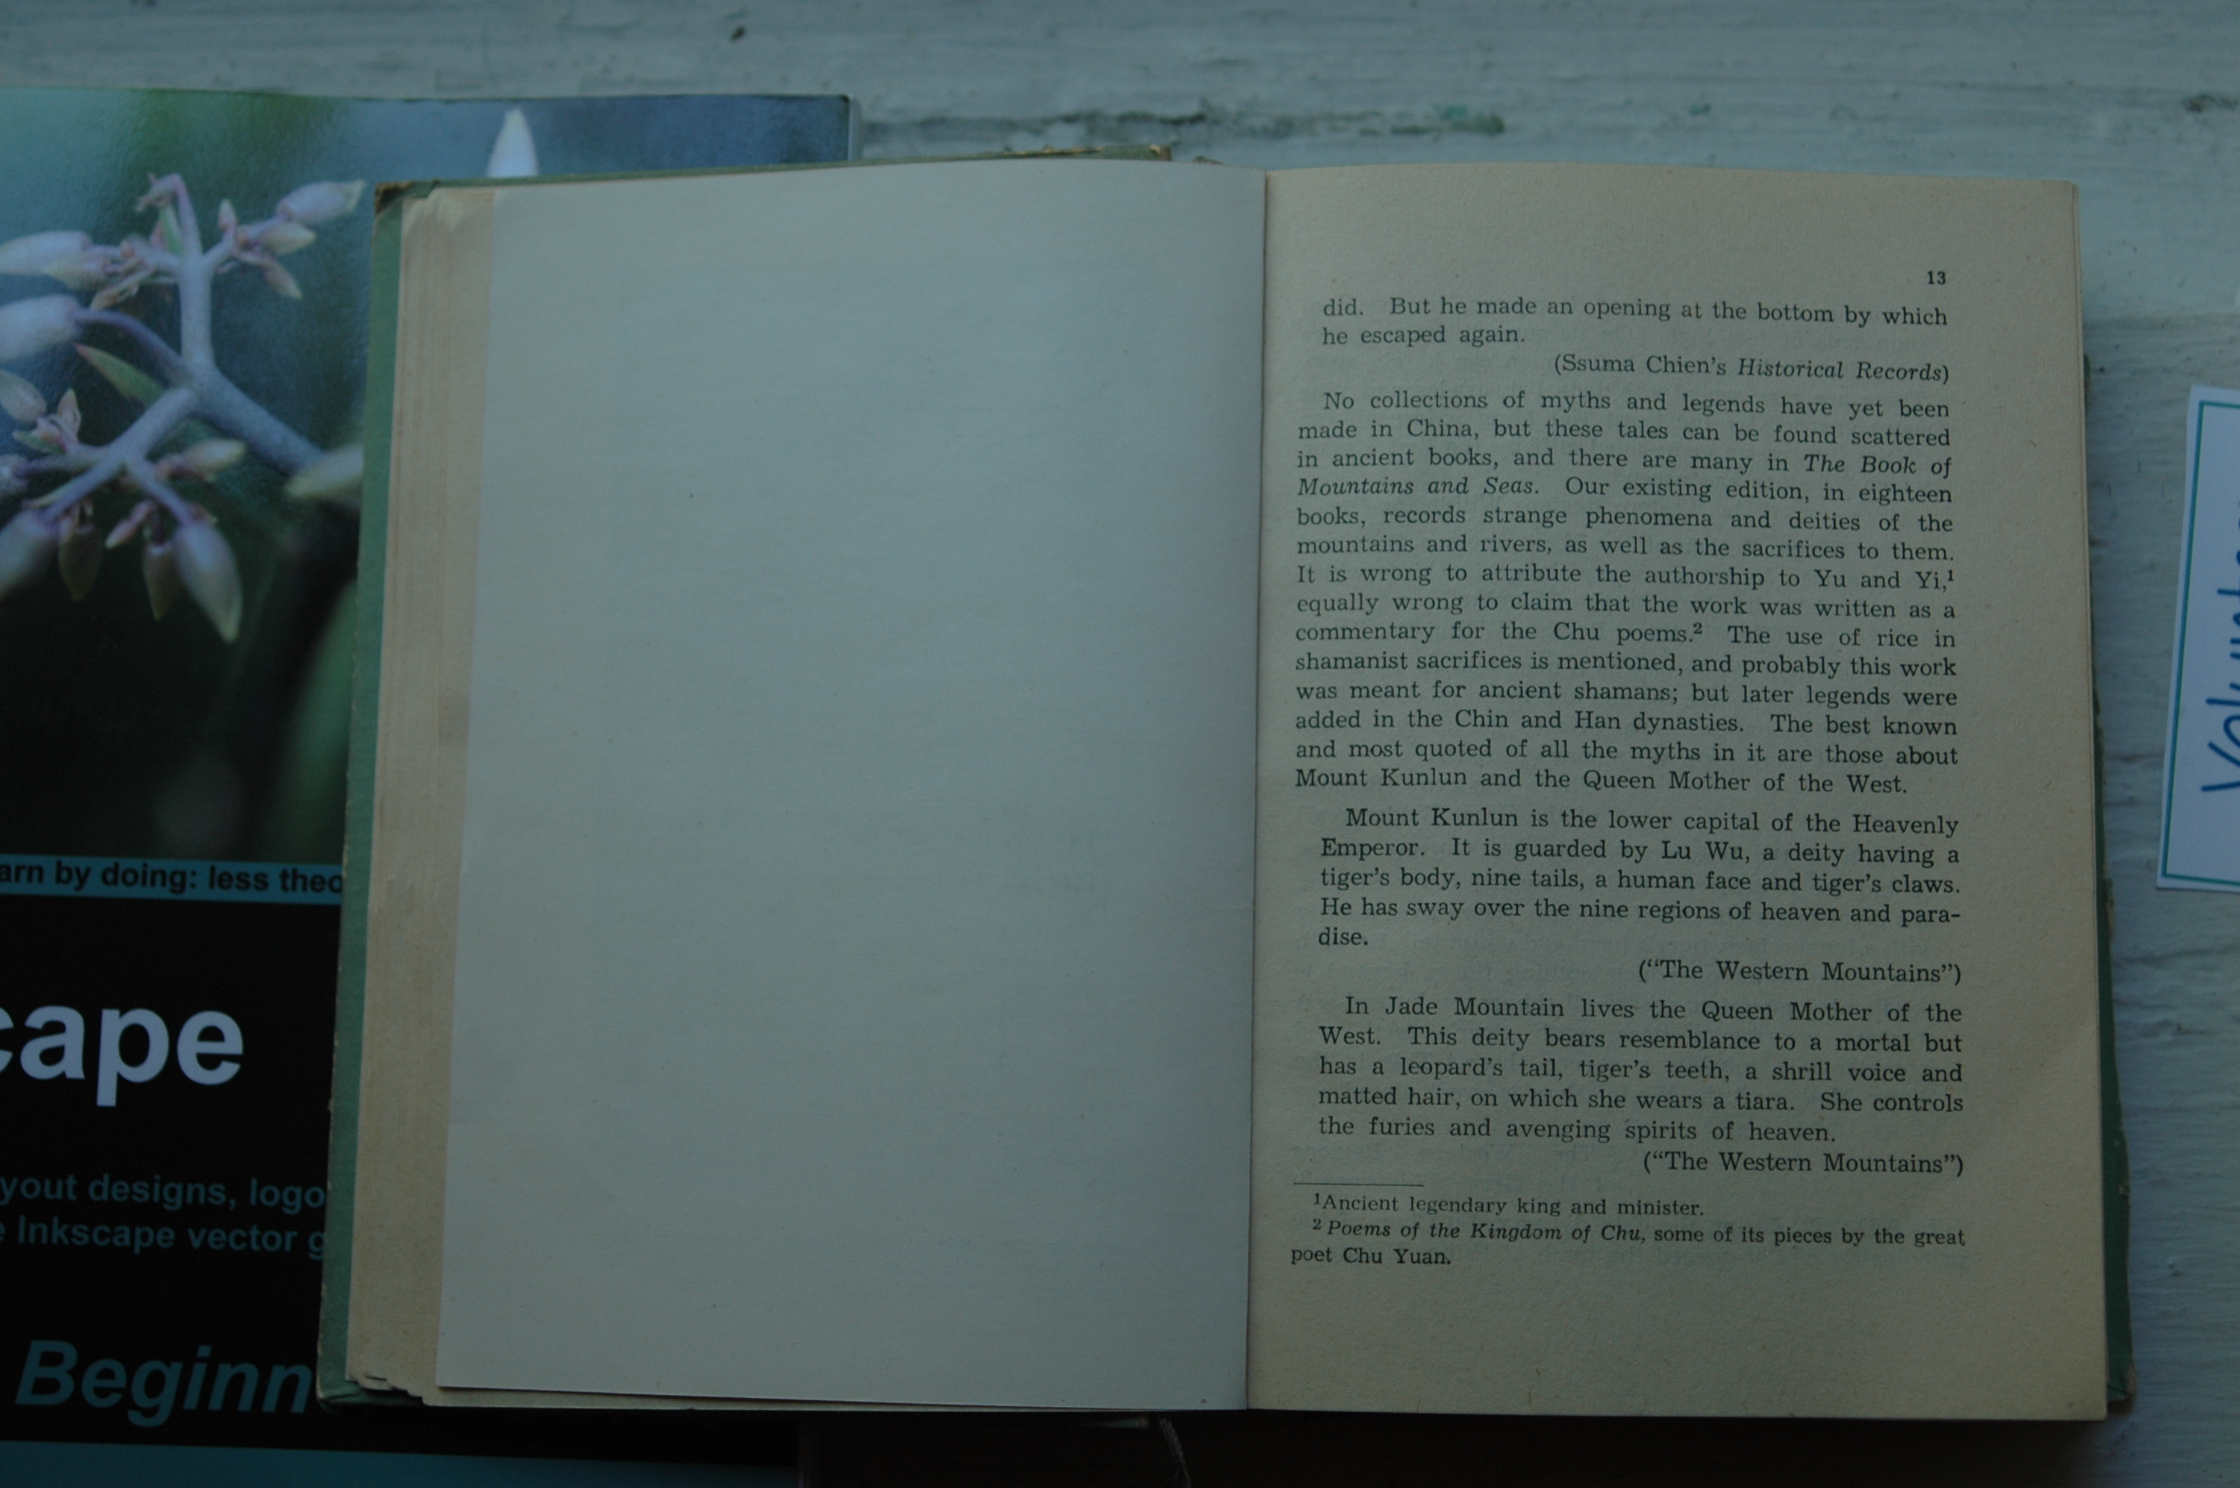 13
did. But he made an opening at the bottom by which
he escaped again.
(Ssuma Chien's Historical Records)
No collections of myths and legends have yet been
made in China, but these tales can be found scattered
in ancient books, and there are many in The Book of
Mountains and Seas. Our existing edition, in eighteen
books, records strange phenomena and deities of the
mountains and rivers, as well as the sacrifices to them.
It is wrong to attribute the authorship to Yu and Yi,¹
equally wrong to claim that the work was written as a
commentary for the Chu poems.² The use of rice in
shamanist sacrifices is mentioned, and probably this work
was meant for ancient shamans; but later legends were
added in the Chin and Han dynasties. The best known
and most quoted of all the myths in it are those about
Mount Kunlun and the Queen Mother of the West.
Mount Kunlun is the lower capital of the Heavenly
Emperor. It is guarded by Lu Wu, a deity having a
tiger's body, nine tails, a human face and tiger's claws.
He has sway over the nine regions of heaven and para-
dise.
("The Western Mountains")
In Jade Mountain lives the Queen Mother of the
West. This deity bears resemblance to a mortal but
has a leopard's tail, tiger's teeth, a shrill voice and
matted hair, on which she wears a tiara. She controls
the furies and avenging spirits of heaven.
("The Western Mountains")
¹Ancient legendary king and minister.
² Poems of the Kingdom of Chu, some of its pieces by the great
poet Chu Yuan.
arn by doing: less theo
cape
yout designs, logo
e Inkscape vector g
Beginn